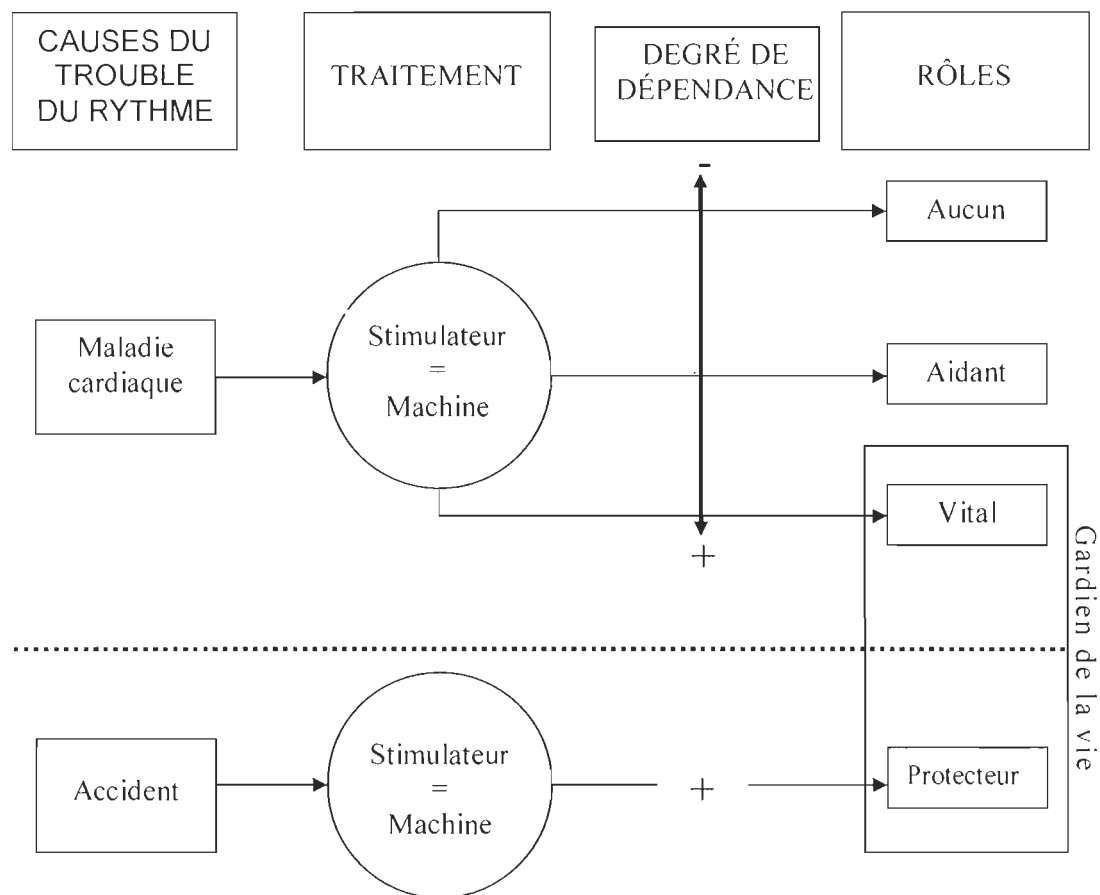 CAUSES DU
TROUBLE
DU RYTHME
TRAITEMENT
DEGRÉ DE
DÉPENDANCE
RÔLES
-
Aucun
Maladie
cardiaque
Stimulateur
=
Machine
Aidant
Vital
+
Gardien de la vie
Accident
Stimulateur
=
Machine
+
Protecteur